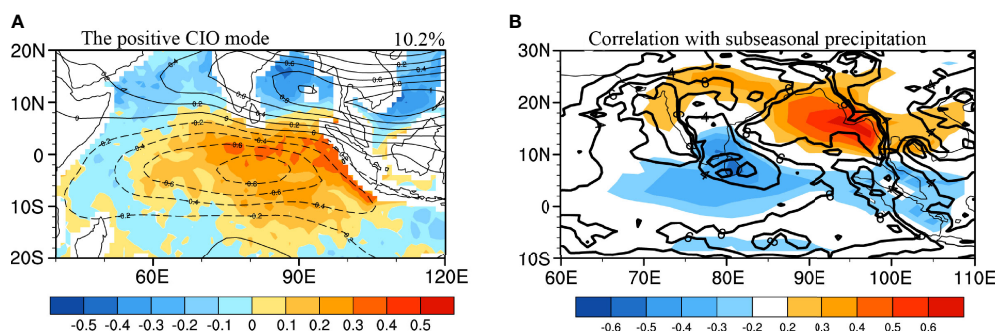 A
The positive CIO mode 10.2%
20N
10N
0
10S
20S
60E 90E 120E
-0.5 -0.4 -0.3 -0.2 -0.1 0 0.1 0.2 0.3 0.4 0.5
B
Correlation with subseasonal precipitation
30N
20N
10N
0
10S
60E 70E 80E 90E 100E 110E
-0.6 -0.5 -0.4 -0.3 -0.2 0.2 0.3 0.4 0.5 0.6